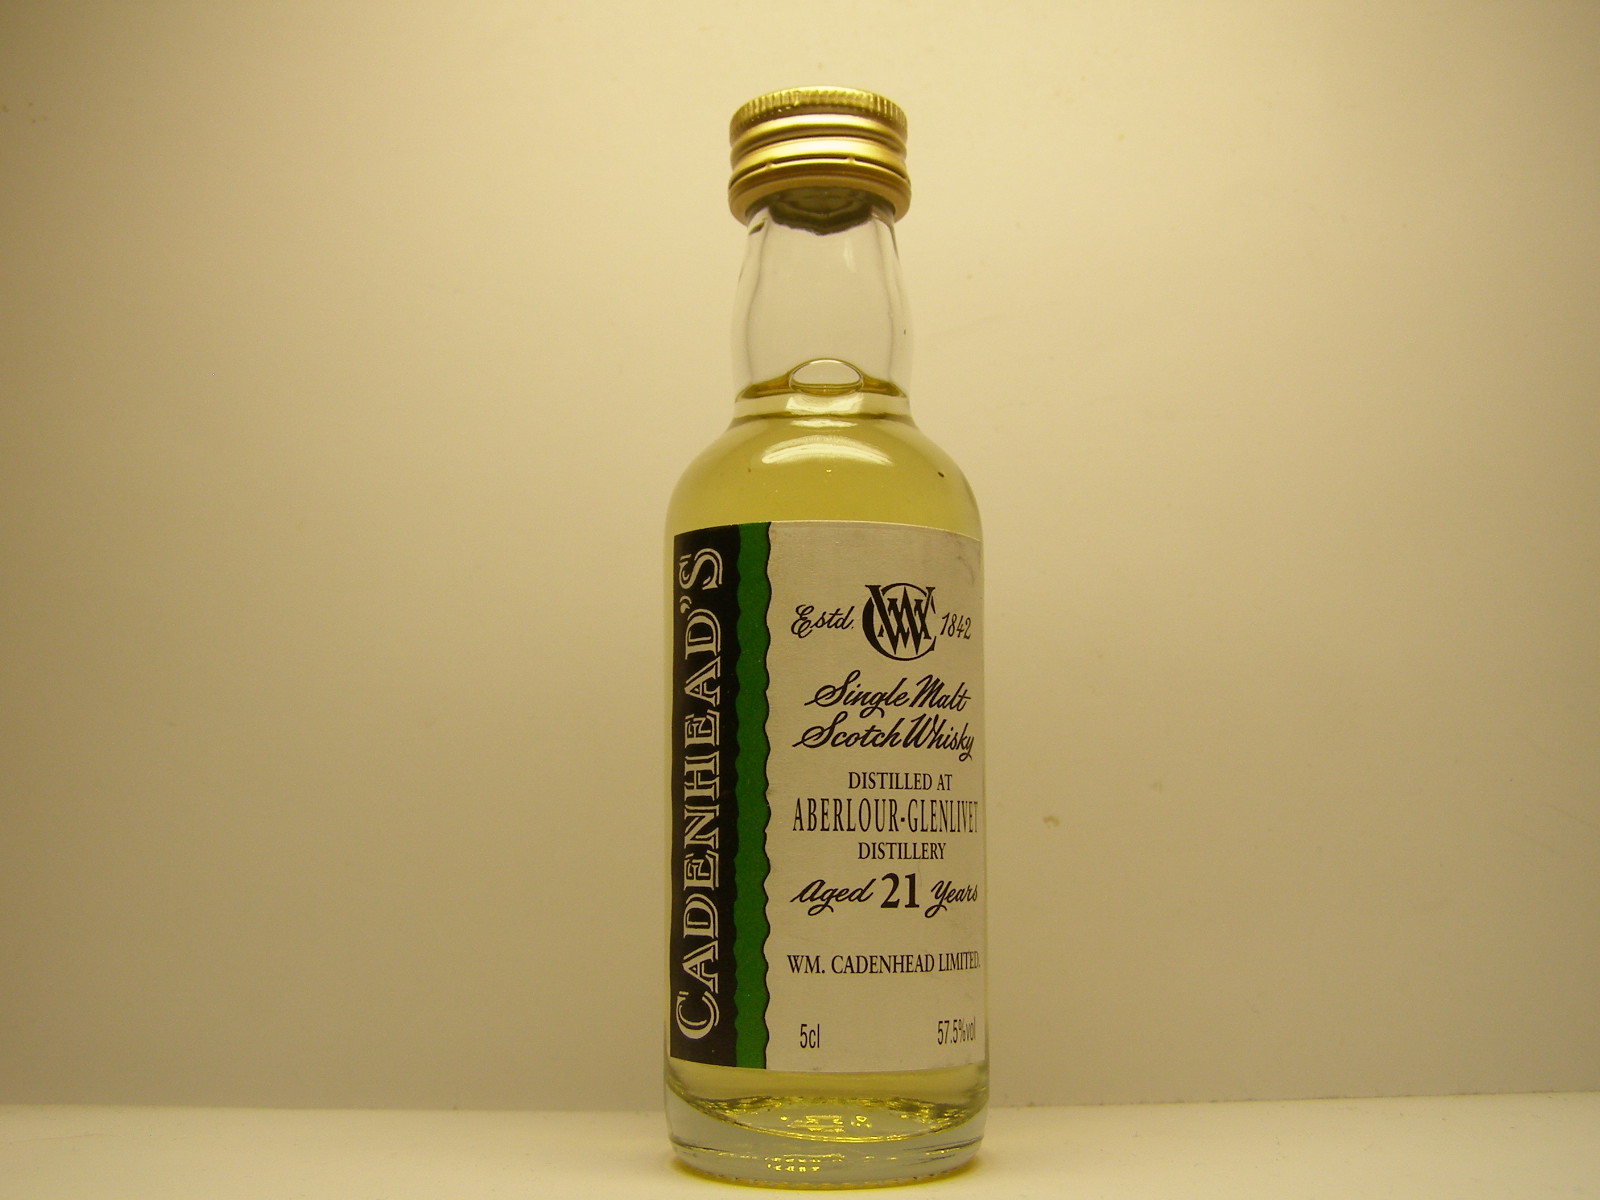 CADENHEAD'S
Estd. WC 1842
Single Malt
Scotch Whisky
DISTILLED AT
ABERLOUR-GLENLIVET
DISTILLERY
Aged 21 Years
WM. CADENHEAD LIMITED.
5cl 57.5%vol